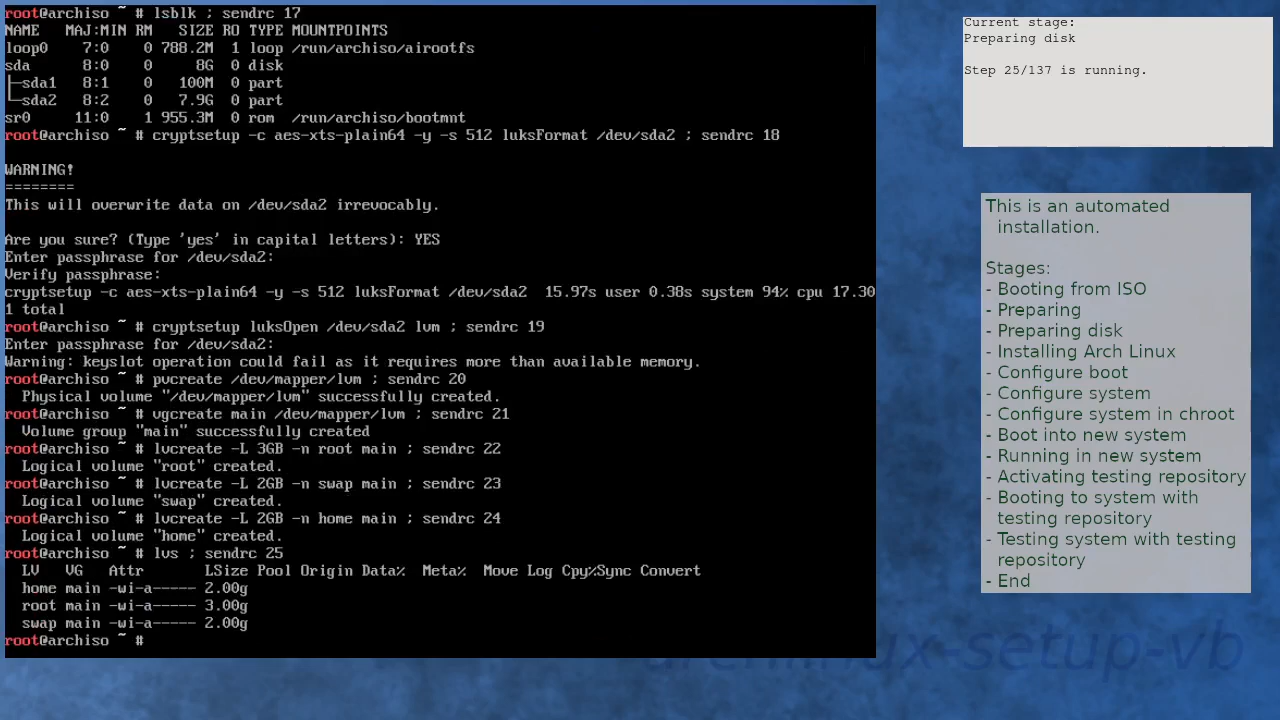 root@archiso ~ # lsblk ; sendrc 17
NAME   MAJ:MIN RM   SIZE RO TYPE MOUNTPOINTS
loop0    7:0    0 788.2M  1 loop /run/archiso/airootfs
sda      8:0    0     8G  0 disk
├─sda1   8:1    0   100M  0 part
└─sda2   8:2    0   7.9G  0 part
sr0     11:0    1 955.3M  0 rom  /run/archiso/bootmnt
root@archiso ~ # cryptsetup -c aes-xts-plain64 -y -s 512 luksFormat /dev/sda2 ; sendrc 18
WARNING!
========
This will overwrite data on /dev/sda2 irrevocably.
Are you sure? (Type 'yes' in capital letters): YES
Enter passphrase for /dev/sda2:
Verify passphrase:
cryptsetup -c aes-xts-plain64 -y -s 512 luksFormat /dev/sda2  15.97s user 0.38s system 94% cpu 17.30
1 total
root@archiso ~ # cryptsetup luksOpen /dev/sda2 lvm ; sendrc 19
Enter passphrase for /dev/sda2:
Warning: keyslot operation could fail as it requires more than available memory.
root@archiso ~ # pvcreate /dev/mapper/lvm ; sendrc 20
  Physical volume "/dev/mapper/lvm" successfully created.
root@archiso ~ # vgcreate main /dev/mapper/lvm ; sendrc 21
  Volume group "main" successfully created
root@archiso ~ # lvcreate -L 3GB -n root main ; sendrc 22
  Logical volume "root" created.
root@archiso ~ # lvcreate -L 2GB -n swap main ; sendrc 23
  Logical volume "swap" created.
root@archiso ~ # lvcreate -L 2GB -n home main ; sendrc 24
  Logical volume "home" created.
root@archiso ~ # lvs ; sendrc 25
  LV   VG   Attr       LSize Pool Origin Data%  Meta%  Move Log Cpy%Sync Convert
  home main -wi-a----- 2.00g
  root main -wi-a----- 3.00g
  swap main -wi-a----- 2.00g
root@archiso ~ #
Current stage:
Preparing disk
Step 25/137 is running.
This is an automated
installation.
Stages:
- Booting from ISO
- Preparing
- Preparing disk
- Installing Arch Linux
- Configure boot
- Configure system
- Configure system in chroot
- Boot into new system
- Running in new system
- Activating testing repository
- Booting to system with
testing repository
- Testing system with testing
repository
- End